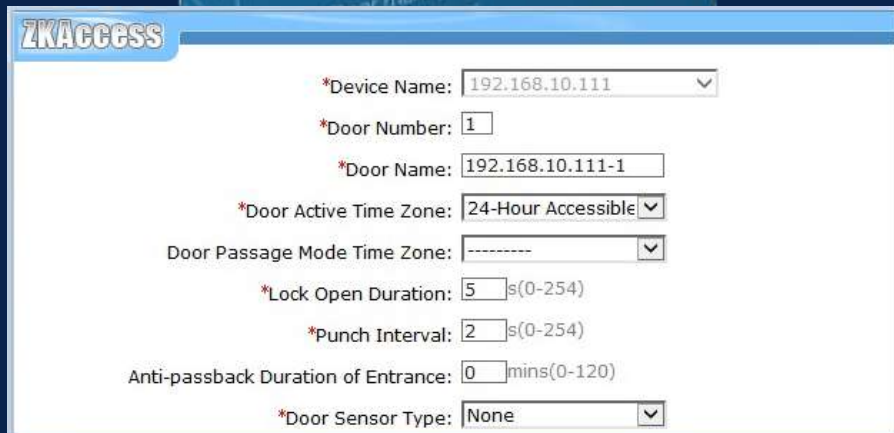 ZKAccess
*Device Name: 192.168.10.111
*Door Number: 1
*Door Name: 192.168.10.111-1
*Door Active Time Zone: 24-Hour Accessible
Door Passage Mode Time Zone: ---------
*Lock Open Duration: 5 s(0-254)
*Punch Interval: 2 s(0-254)
Anti-passback Duration of Entrance: 0 mins(0-120)
*Door Sensor Type: None